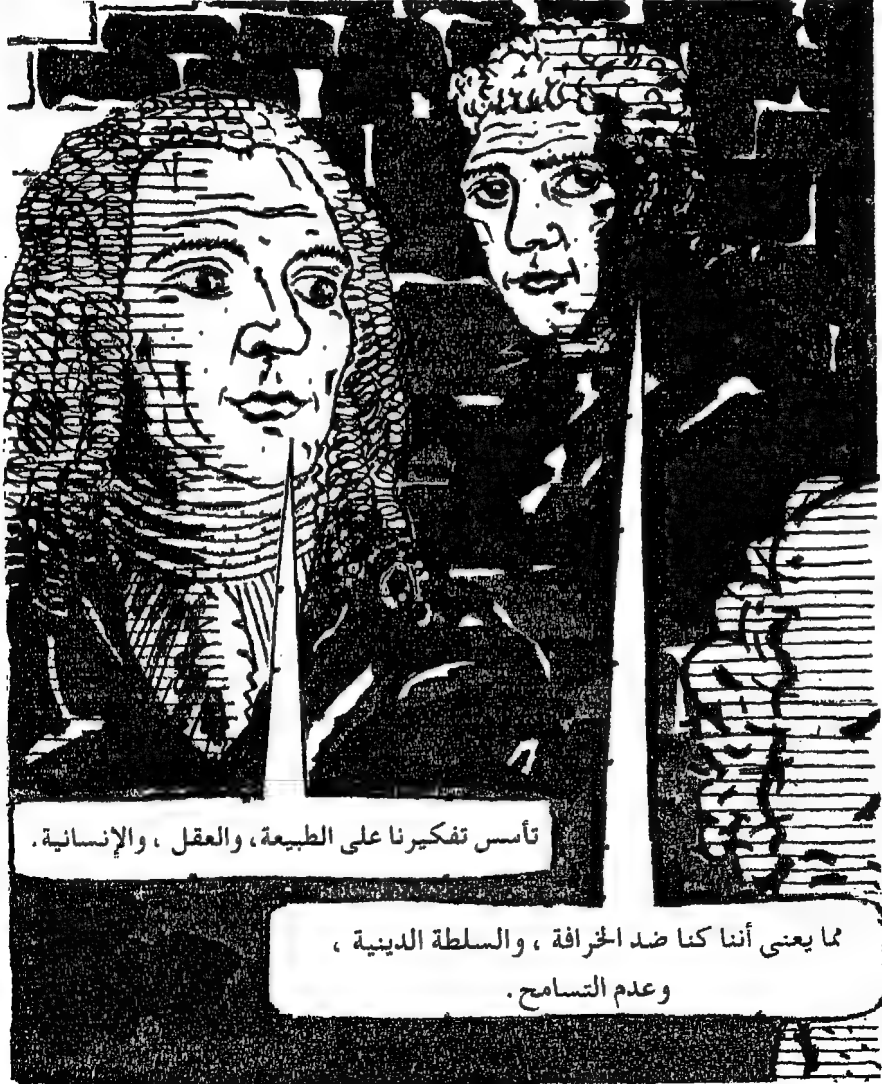 تأسس تفكيرنا على الطبيعة، والعقل ، والإنسانية.
مما يعنى أننا كنا ضد الخرافة ، والسلطة الدينية ،
وعدم التسامح.